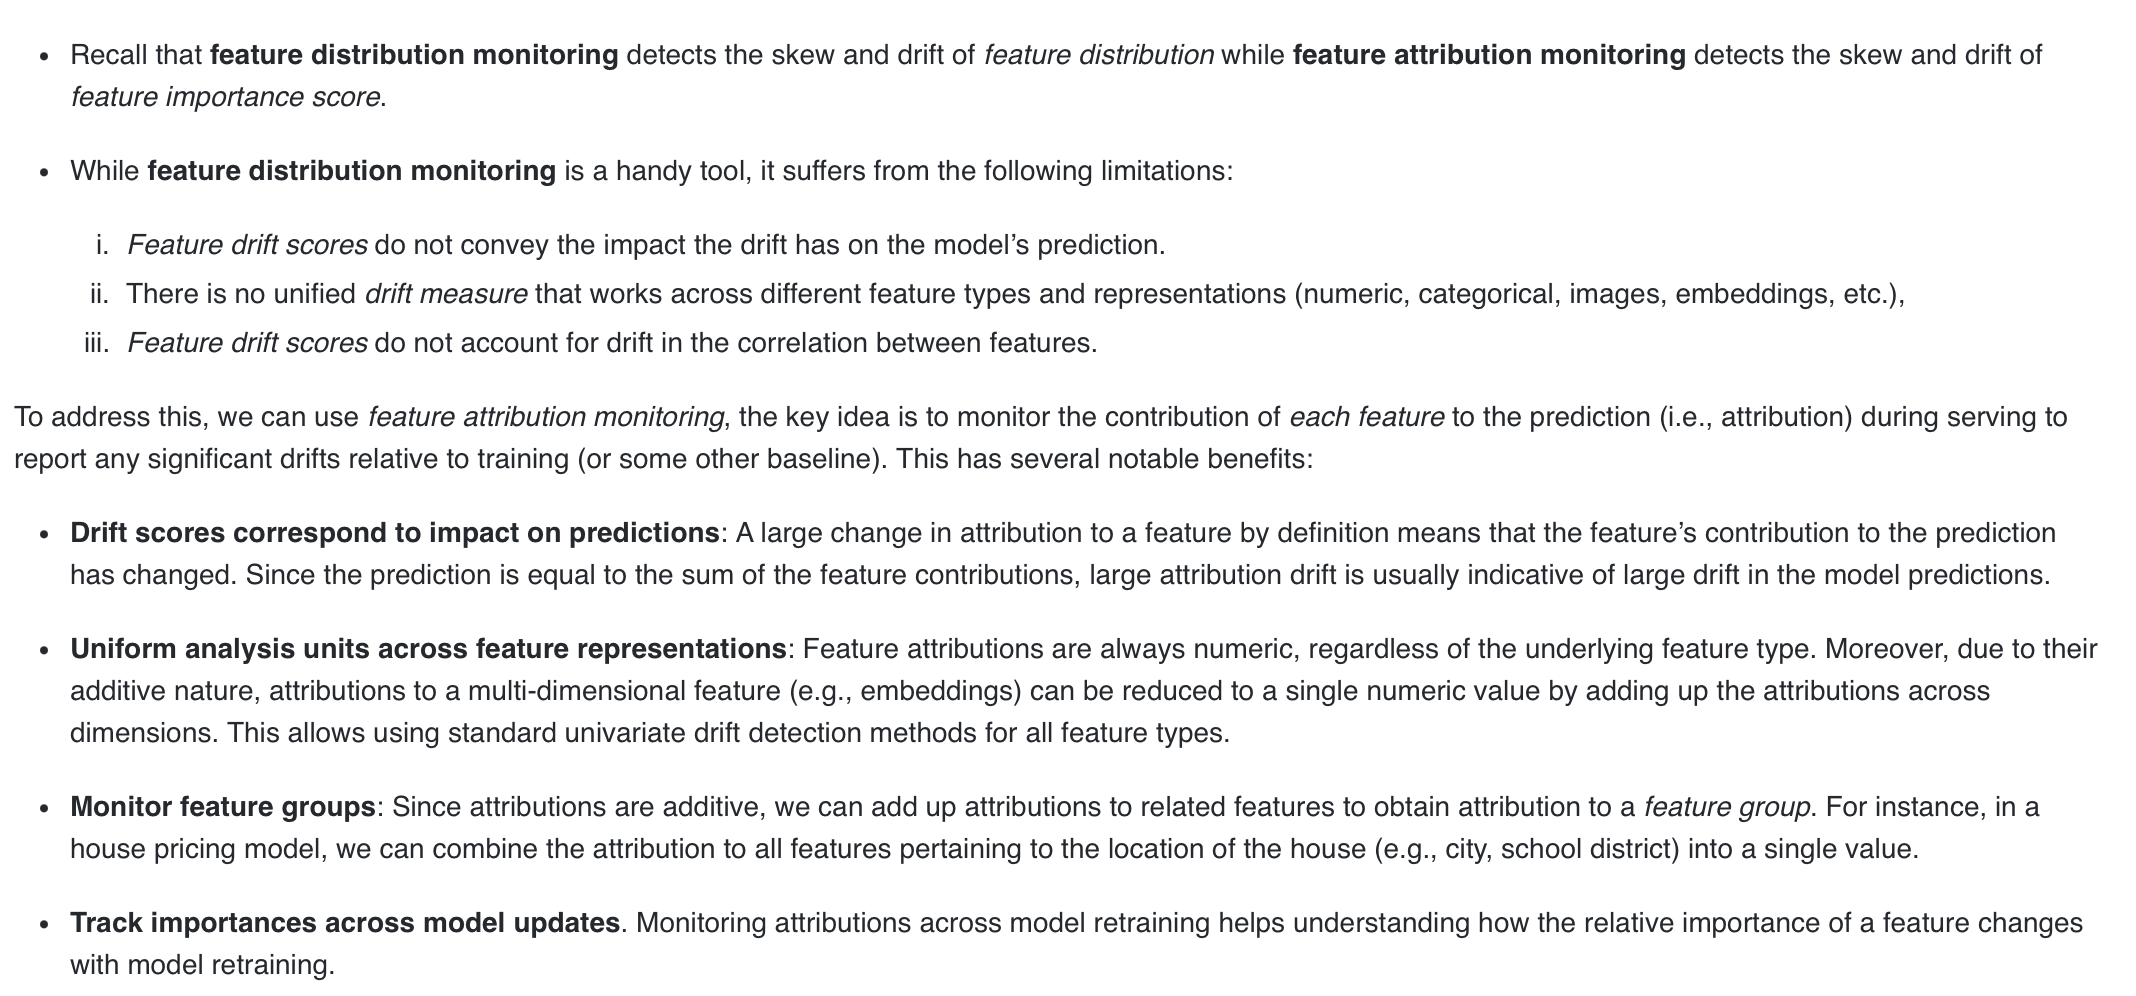 • Recall that feature distribution monitoring detects the skew and drift of feature distribution while feature attribution monitoring detects the skew and drift of
feature importance score.
• While feature distribution monitoring is a handy tool, it suffers from the following limitations:
i. Feature drift scores do not convey the impact the drift has on the model’s prediction.
ii. There is no unified drift measure that works across different feature types and representations (numeric, categorical, images, embeddings, etc.),
iii. Feature drift scores do not account for drift in the correlation between features.
To address this, we can use feature attribution monitoring, the key idea is to monitor the contribution of each feature to the prediction (i.e., attribution) during serving to
report any significant drifts relative to training (or some other baseline). This has several notable benefits:
• Drift scores correspond to impact on predictions: A large change in attribution to a feature by definition means that the feature’s contribution to the prediction
has changed. Since the prediction is equal to the sum of the feature contributions, large attribution drift is usually indicative of large drift in the model predictions.
• Uniform analysis units across feature representations: Feature attributions are always numeric, regardless of the underlying feature type. Moreover, due to their
additive nature, attributions to a multi-dimensional feature (e.g., embeddings) can be reduced to a single numeric value by adding up the attributions across
dimensions. This allows using standard univariate drift detection methods for all feature types.
• Monitor feature groups: Since attributions are additive, we can add up attributions to related features to obtain attribution to a feature group. For instance, in a
house pricing model, we can combine the attribution to all features pertaining to the location of the house (e.g., city, school district) into a single value.
• Track importances across model updates. Monitoring attributions across model retraining helps understanding how the relative importance of a feature changes
with model retraining.